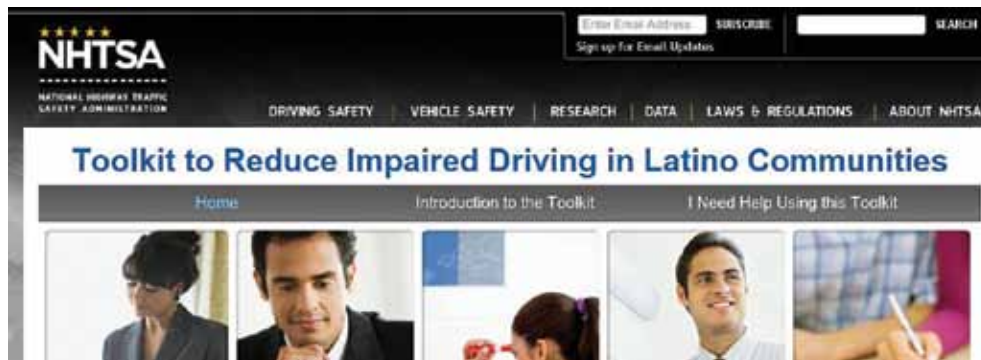 Enter Email Address SUBSCRIBE SEARCH
Sign up for Email Updates
NHTSA
NATIONAL HIGHWAY TRAFFIC
SAFETY ADMINISTRATION
DRIVING SAFETY | VEHICLE SAFETY | RESEARCH | DATA | LAWS & REGULATIONS | ABOUT NHTSA
Toolkit to Reduce Impaired Driving in Latino Communities
Home Introduction to the Toolkit I Need Help Using this Toolkit